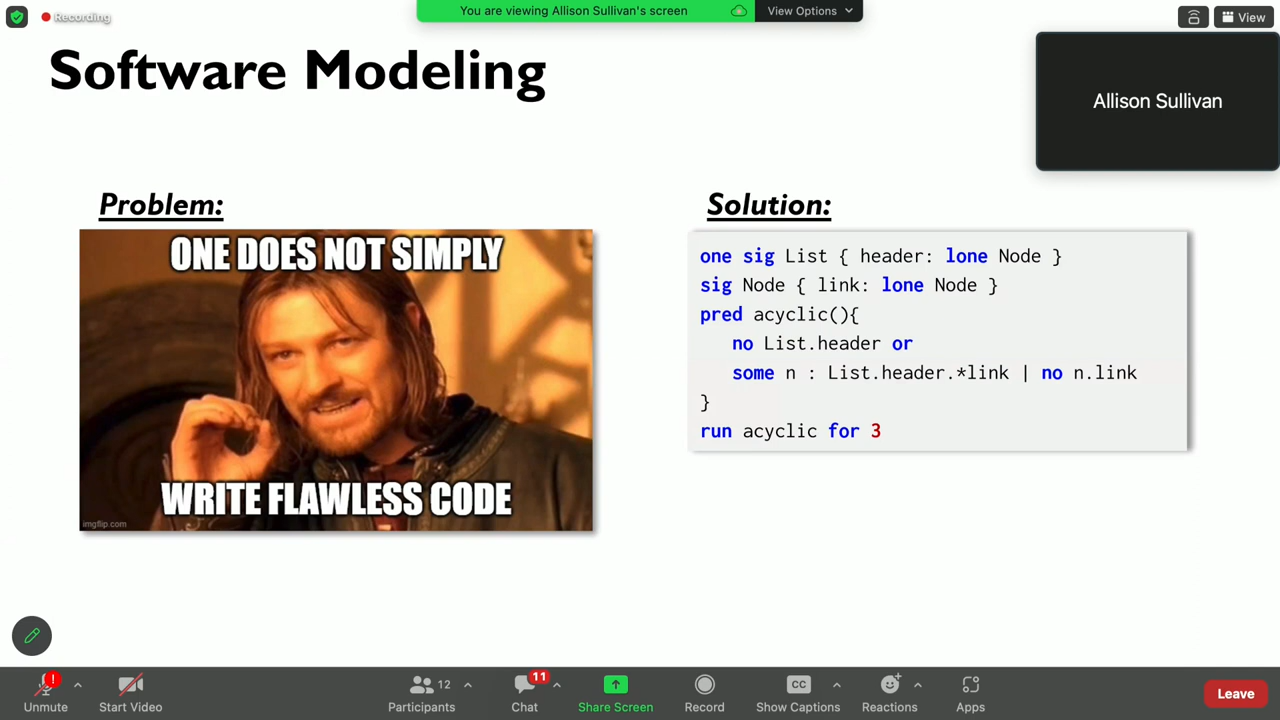 Recording
You are viewing Allison Sullivan's screen
View Options
View
Software Modeling
Allison Sullivan
Problem:
ONE DOES NOT SIMPLY
WRITE FLAWLESS CODE
imgflip.com
Solution:
one sig List { header: lone Node }
sig Node { link: lone Node }
pred acyclic(){
no List.header or
some n : List.header.*link | no n.link
}
run acyclic for 3
Unmute
Start Video
12
Participants
11
Chat
Share Screen
Record
CC
Show Captions
Reactions
Apps
Leave